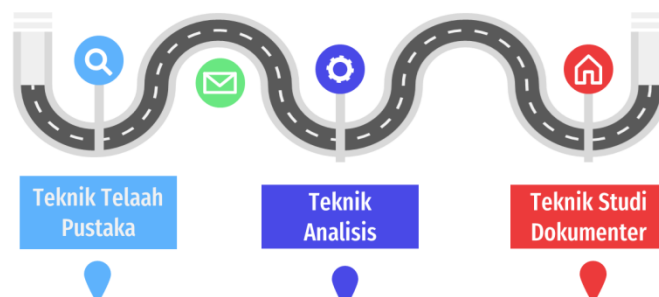 Teknik Telaah
Pustaka
Teknik
Analisis
Teknik Studi
Dokumenter